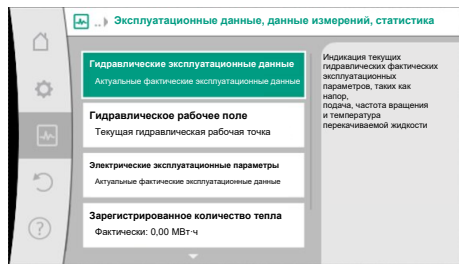 ..› Эксплуатационные данные, данные измерений, статистика
Гидравлические эксплуатационные данные
Актуальные фактические эксплуатационные данные
Гидравлическое рабочее поле
Текущая гидравлическая рабочая точка
Электрические эксплуатационные параметры
Актуальные фактические эксплуатационные данные
Зарегистрированное количество тепла
Фактически: 0,00 МВт·ч
Индикация текущих
гидравлических фактических
эксплуатационных
параметров, таких как
напор,
подача, частота вращения
и температура
перекачиваемой жидкости